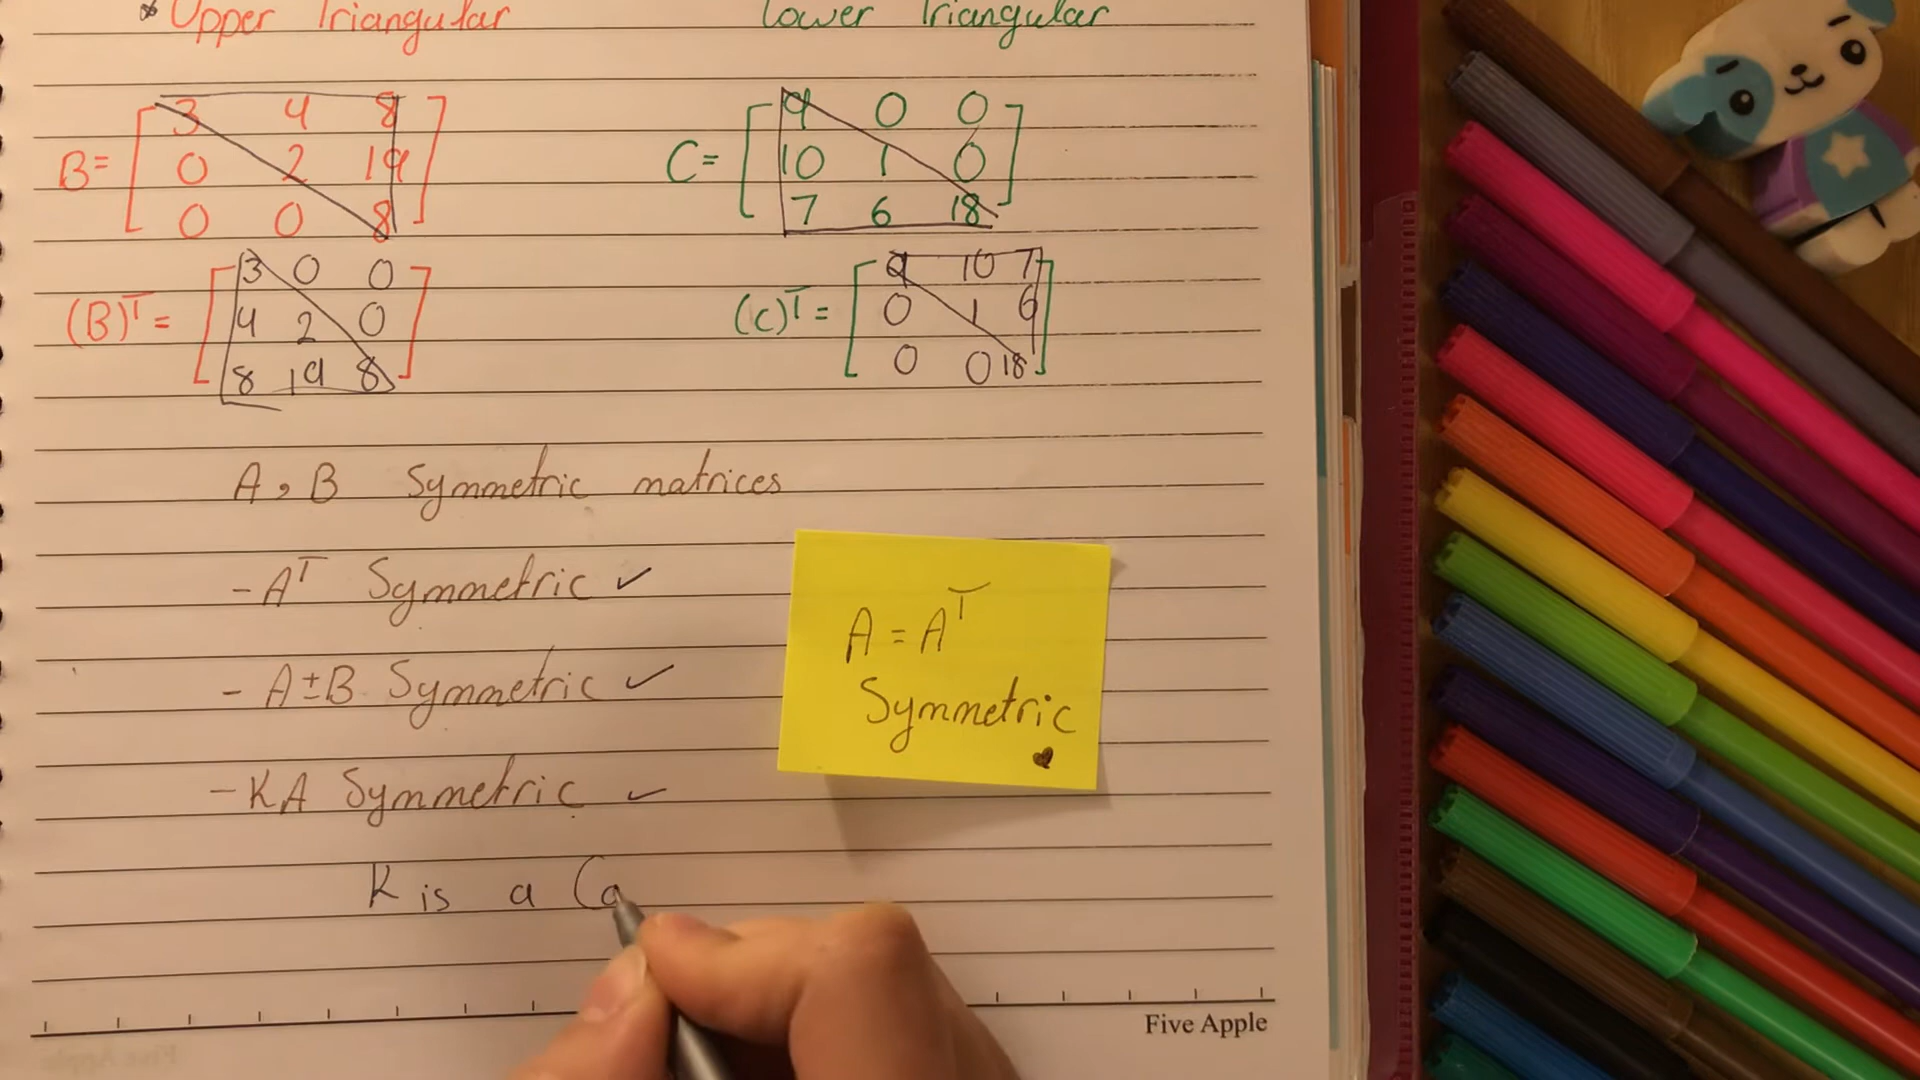 * Upper Triangular
Lower Triangular
B= [3 4 8
0 2 19
0 0 8]
C= [9 0 0
10 1 0
7 6 18]
(B)ᵀ = [3 0 0
4 2 0
8 19 8]
(C)ᵀ = [9 10 7
0 1 6
0 0 18]
A, B Symmetric matrices
- Aᵀ Symmetric ✓
- A±B Symmetric ✓
- KA Symmetric ✓
A = Aᵀ
Symmetric
♥
K is a Co
Five Apple